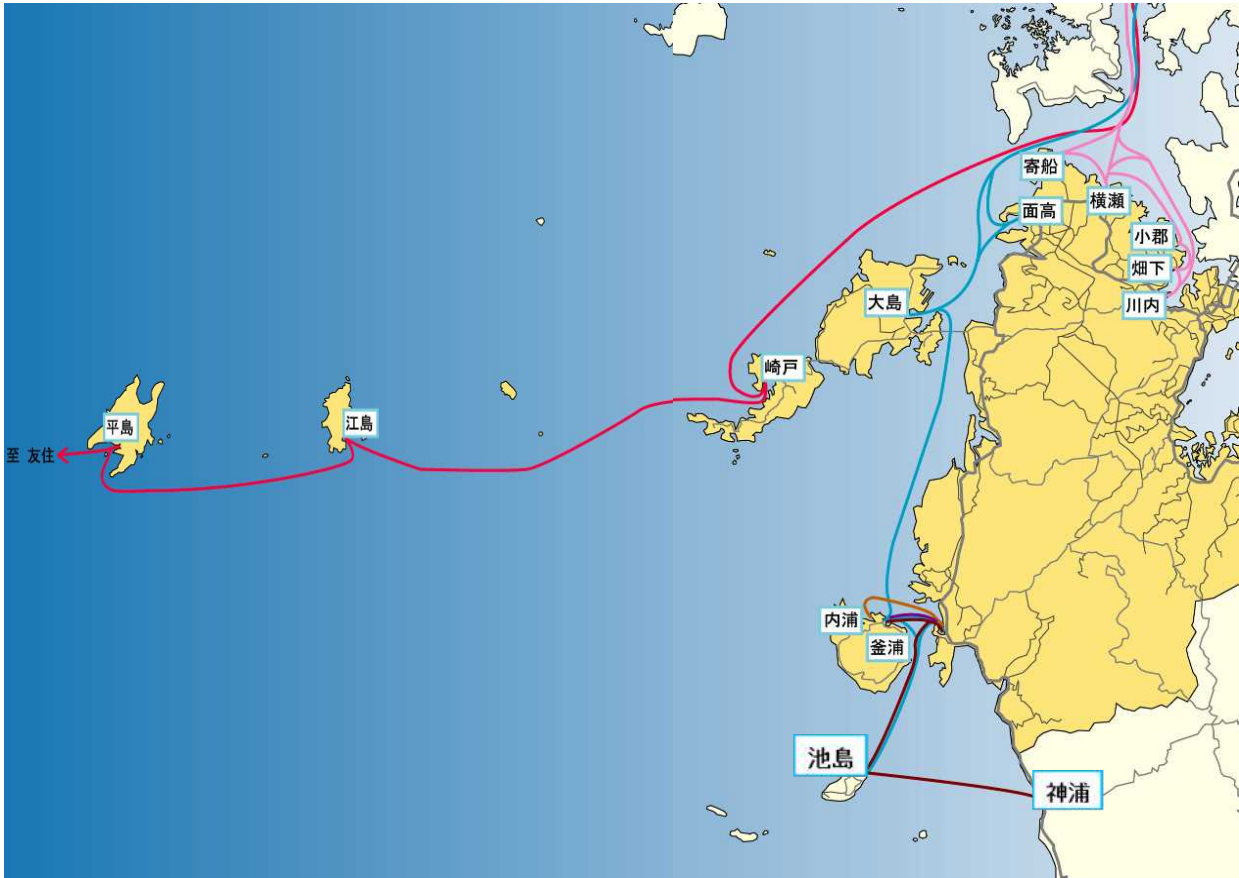 寄船
面高
横瀬
小郡
畑下
川内
大島
崎戸
江島
平島
至 友住
内浦
釜浦
池島
神浦